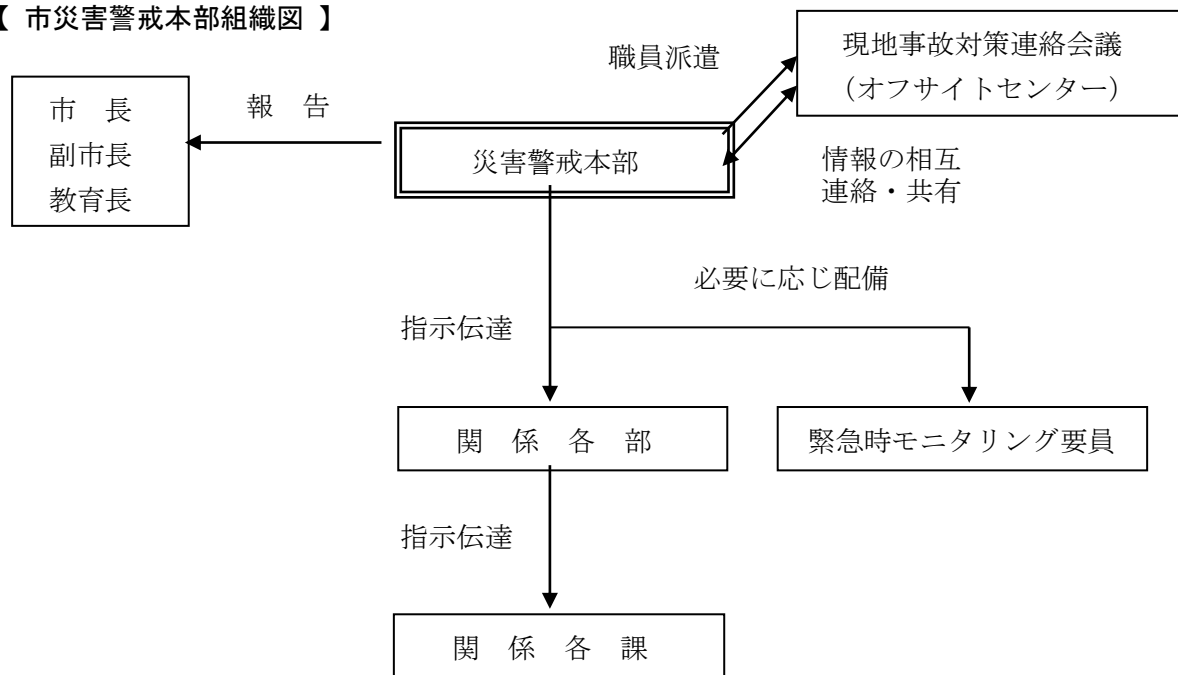 【 市災害警戒本部組織図 】
現地事故対策連絡会議
（オフサイトセンター）
職員派遣
市　長
副市長
教育長
報　告
災害警戒本部
情報の相互
連絡・共有
必要に応じ配備
指示伝達
関　係　各　部
緊急時モニタリング要員
指示伝達
関　係　各　課